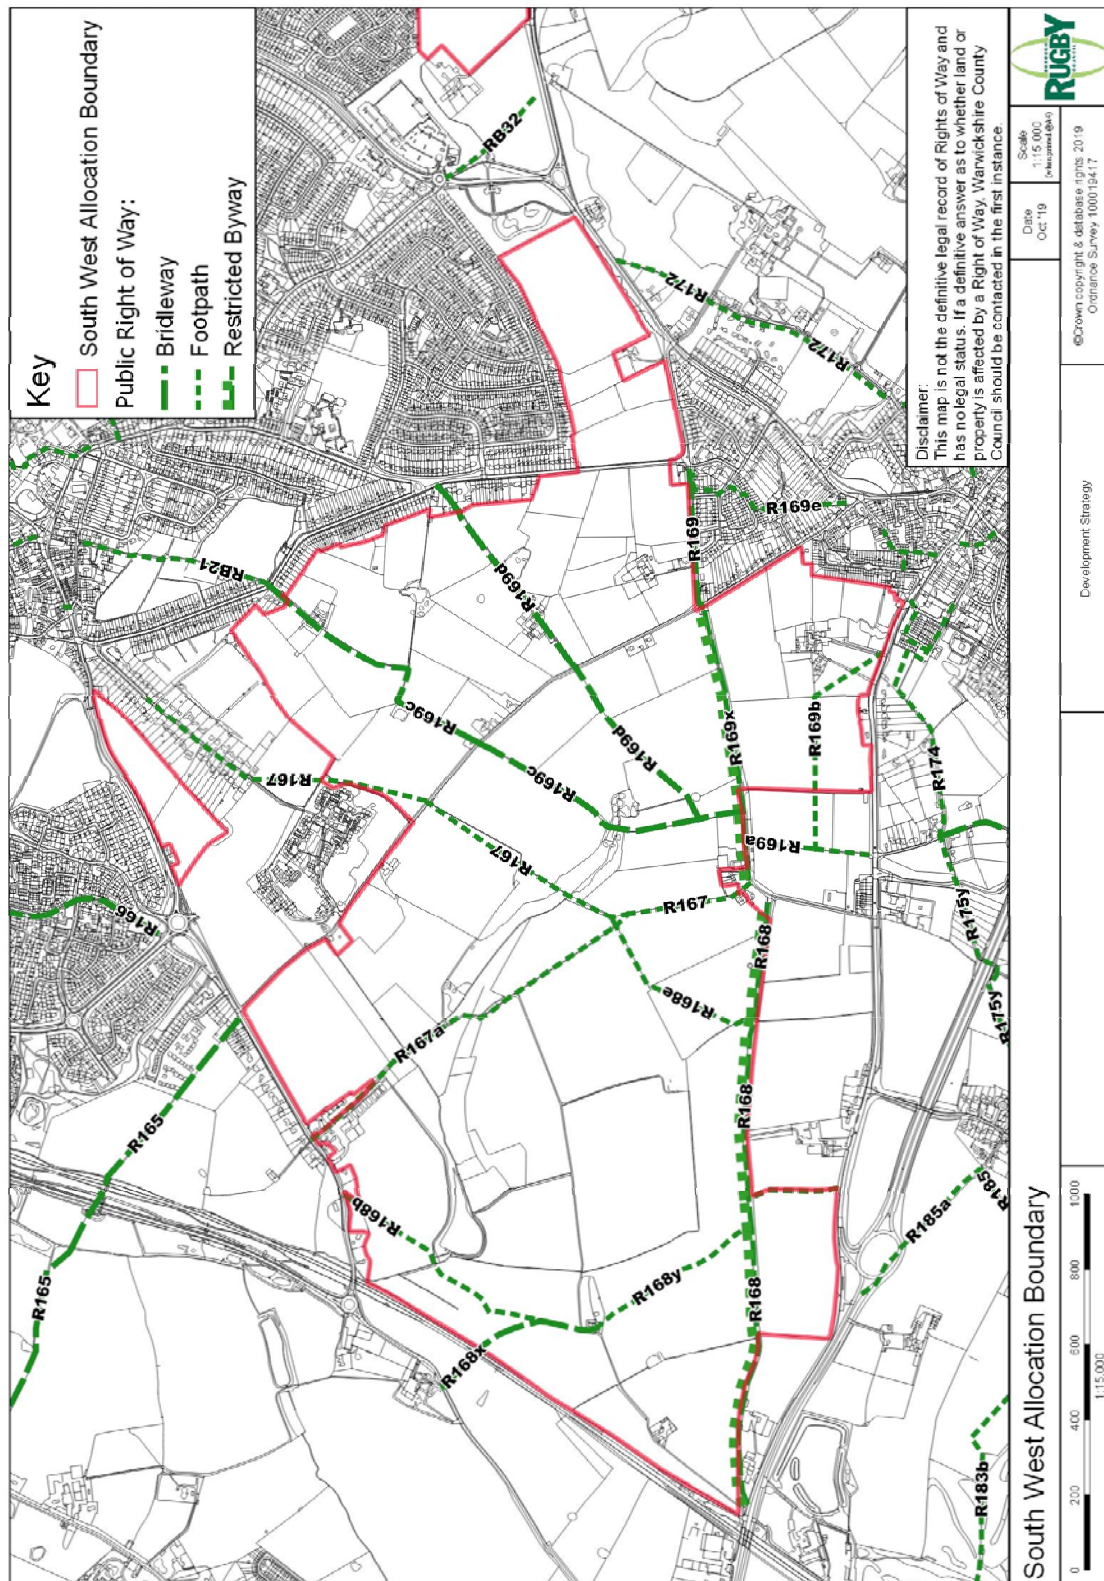 Key
South West Allocation Boundary
Public Right of Way:
Bridleway
Footpath
Restricted Byway
RB32
R172
R172
R169e
R169
RB21
R169d
R169d
R169c
R169c
R169x
R169b
R169a
R174
R175y
R175y
R167
R167
R167
R166
R165
R165
R167a
R168e
R168
R168
R168
R168b
R168y
R168x
R185a
R185
R183b
Disclaimer:
This map is not the definitive legal record of Rights of Way and
has no legal status. If a definitive answer as to whether land or
property is affected by a Right of Way, Warwickshire County
Council should be contacted in the first instance.
South West Allocation Boundary
0 200 400 600 800 1000
1:15,000
Development Strategy
Date
Oct '19
Scale
1:15,000
(when printed @A4)
©Crown copyright & database rights 2019
Ordnance Survey 100019417
RUGBY